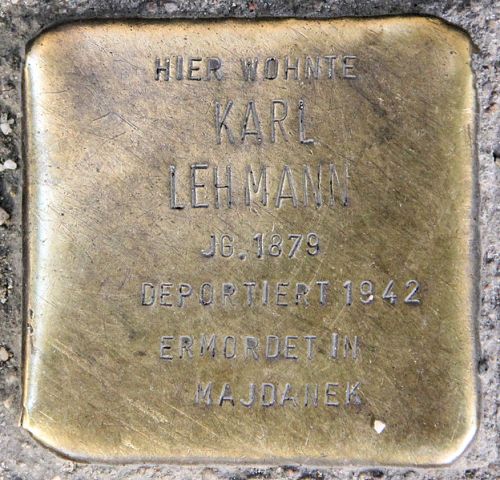 HIER WOHNTE
KARL
LEHMANN
JG. 1879
DEPORTIERT 1942
ERMORDET IN
MAJDANEK